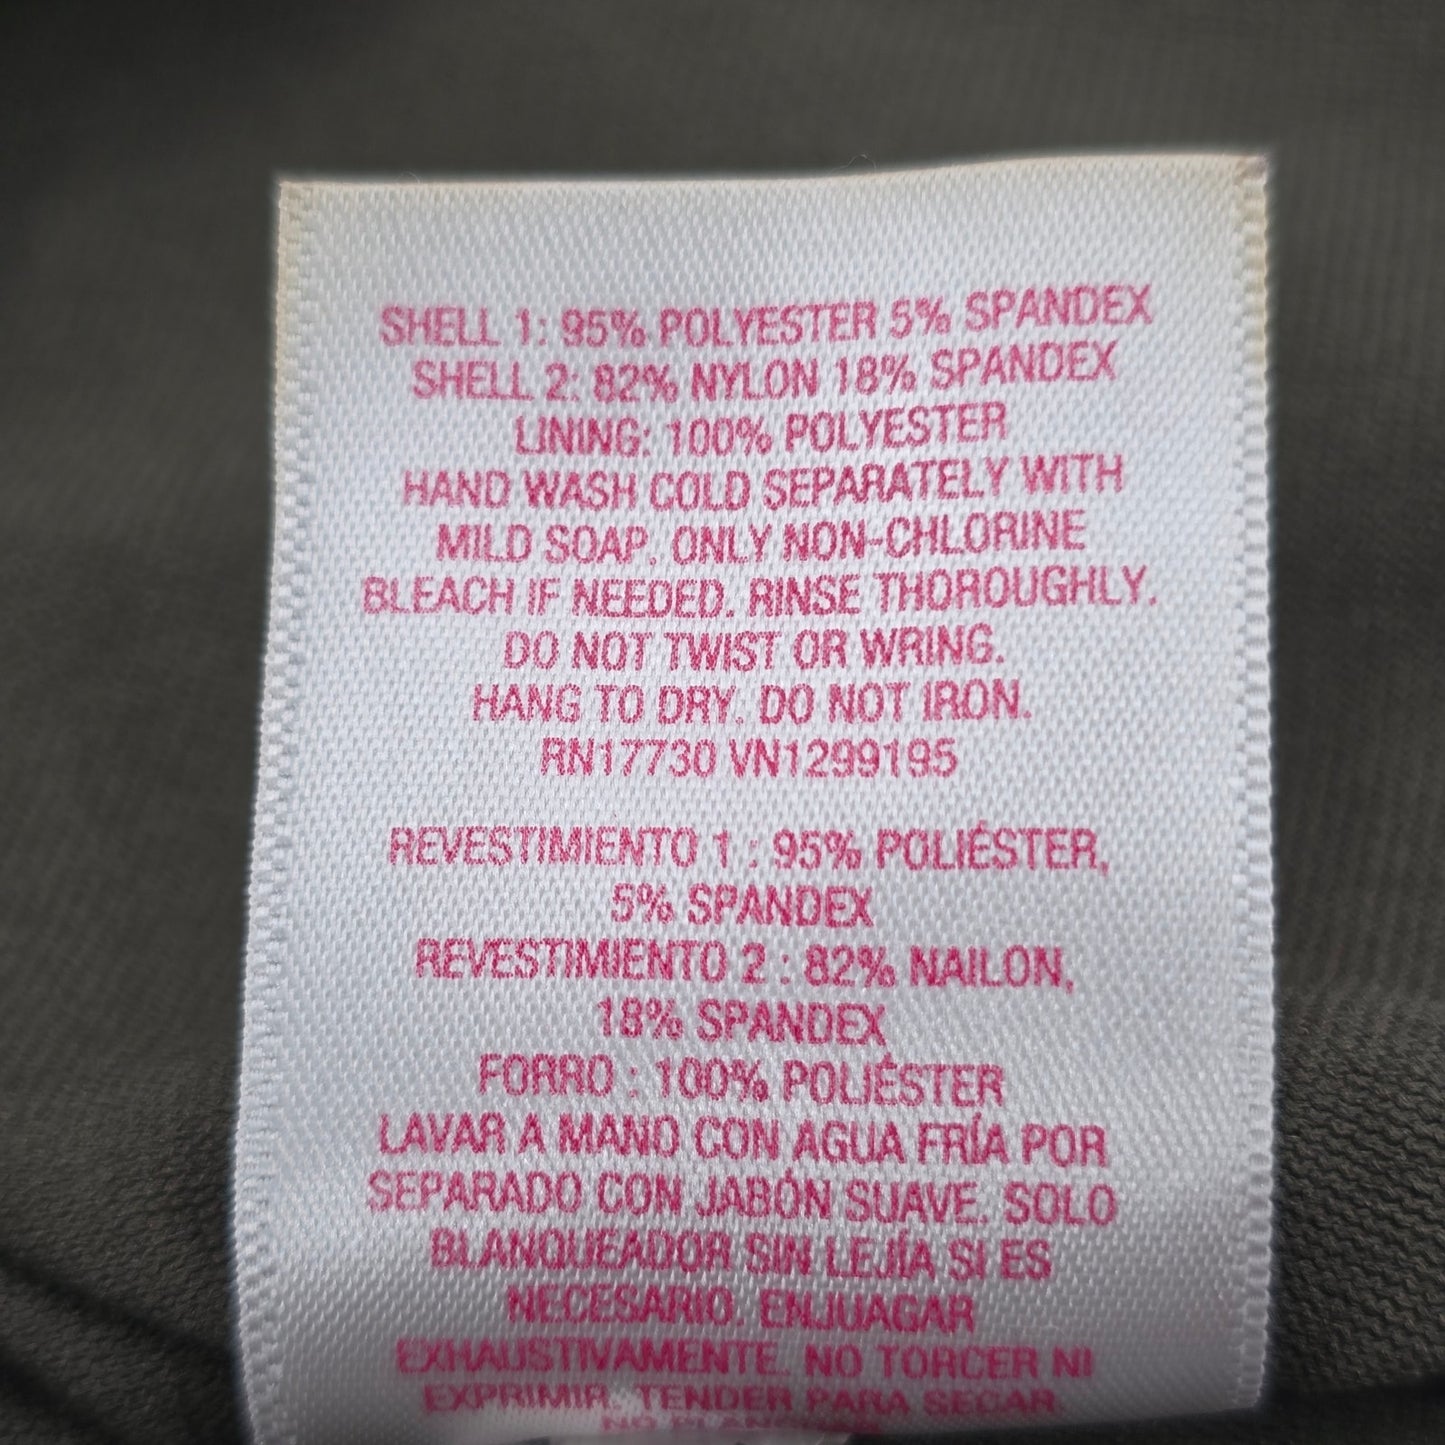 SHELL 1: 95% POLYESTER 5% SPANDEX
SHELL 2: 82% NYLON 18% SPANDEX
LINING: 100% POLYESTER
HAND WASH COLD SEPARATELY WITH
MILD SOAP. ONLY NON-CHLORINE
BLEACH IF NEEDED. RINSE THOROUGHLY.
DO NOT TWIST OR WRING.
HANG TO DRY. DO NOT IRON.
RN17730 VN1299195
REVESTIMIENTO 1 : 95% POLIÉSTER,
5% SPANDEX
REVESTIMIENTO 2 : 82% NAILON,
18% SPANDEX
FORRO : 100% POLIÉSTER
LAVAR A MANO CON AGUA FRÍA POR
SEPARADO CON JABÓN SUAVE. SOLO
BLANQUEADOR SIN LEJÍA SI ES
NECESARIO. ENJUAGAR
EXHAUSTIVAMENTE. NO TORCER NI
EXPRIMIR. TENDER PARA SECAR.
NO